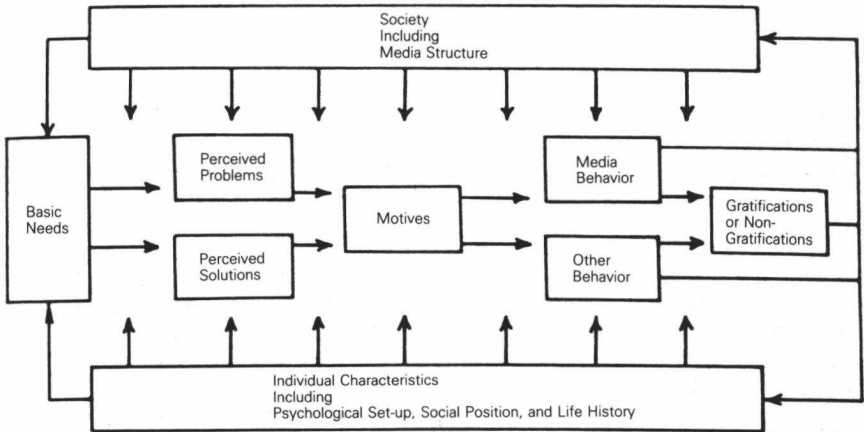 Society
Including
Media Structure
Basic
Needs
Perceived
Problems
Perceived
Solutions
Motives
Media
Behavior
Other
Behavior
Gratifications
or Non-
Gratifications
Individual Characteristics
Including
Psychological Set-up, Social Position, and Life History